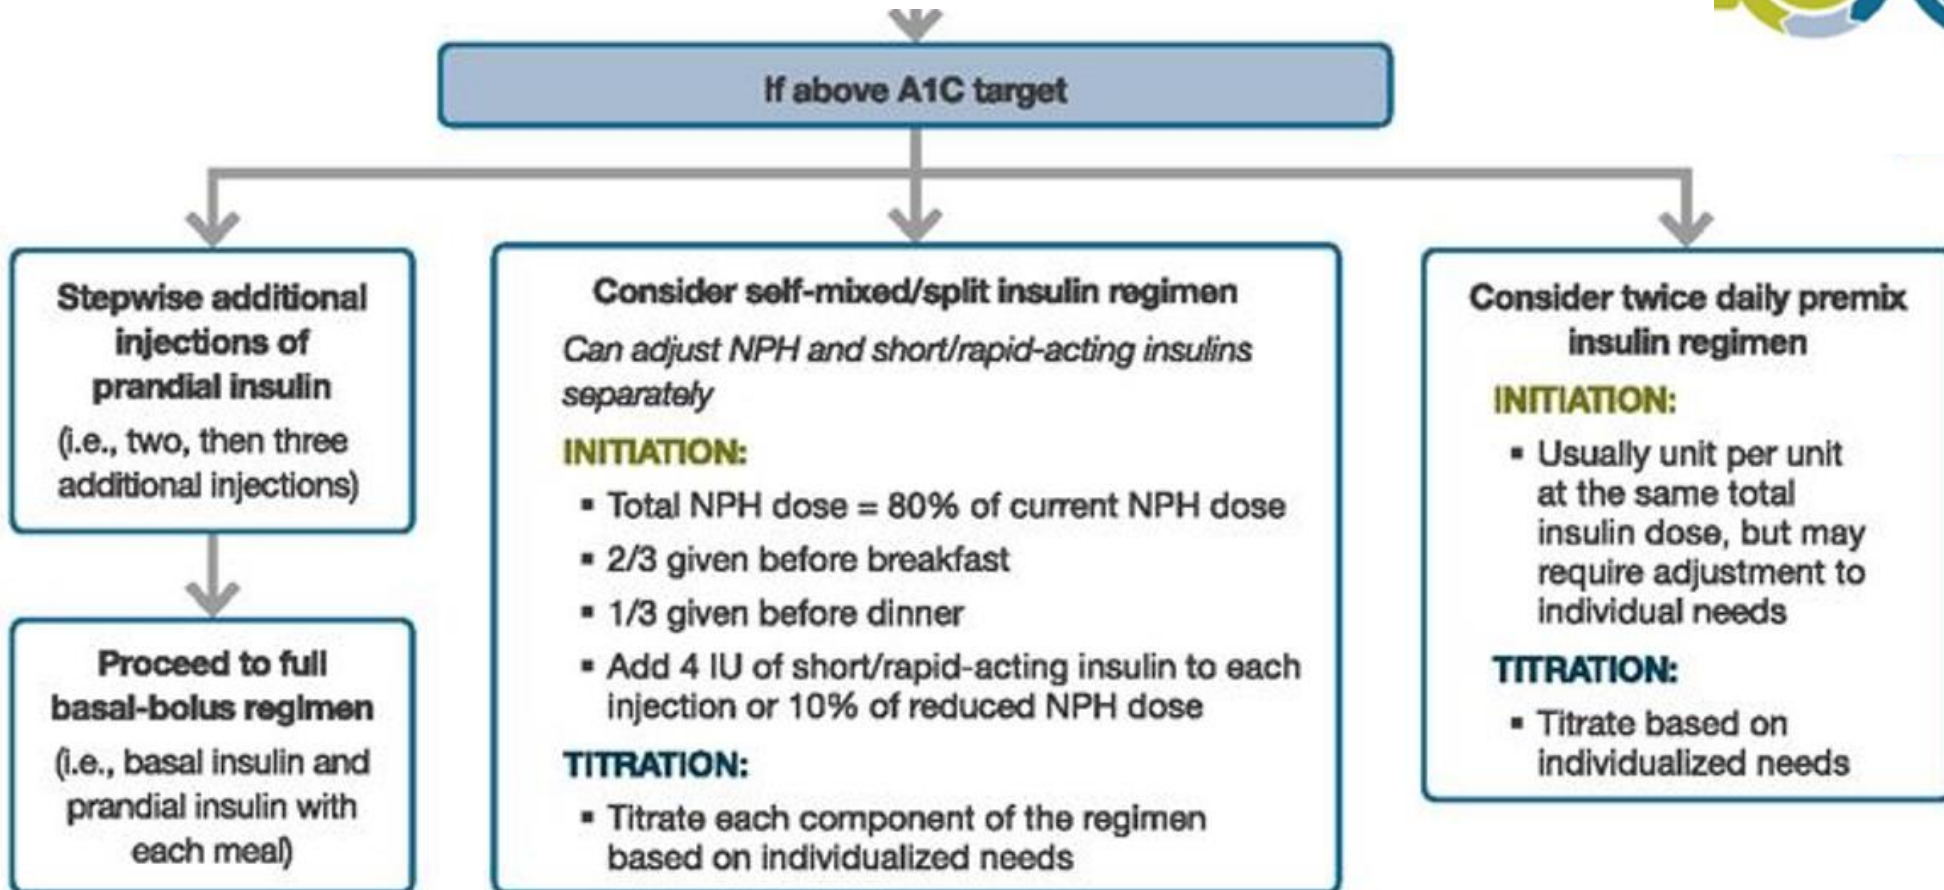 If above A1C target
Stepwise additional
injections of
prandial insulin
(i.e., two, then three
additional injections)
Proceed to full
basal-bolus regimen
(i.e., basal insulin and
prandial insulin with
each meal)
Consider self-mixed/split insulin regimen
Can adjust NPH and short/rapid-acting insulins
separately
INITIATION:
▪ Total NPH dose = 80% of current NPH dose
▪ 2/3 given before breakfast
▪ 1/3 given before dinner
▪ Add 4 IU of short/rapid-acting insulin to each
injection or 10% of reduced NPH dose
TITRATION:
▪ Titrate each component of the regimen
based on individualized needs
Consider twice daily premix
insulin regimen
INITIATION:
▪ Usually unit per unit
at the same total
insulin dose, but may
require adjustment to
individual needs
TITRATION:
▪ Titrate based on
individualized needs